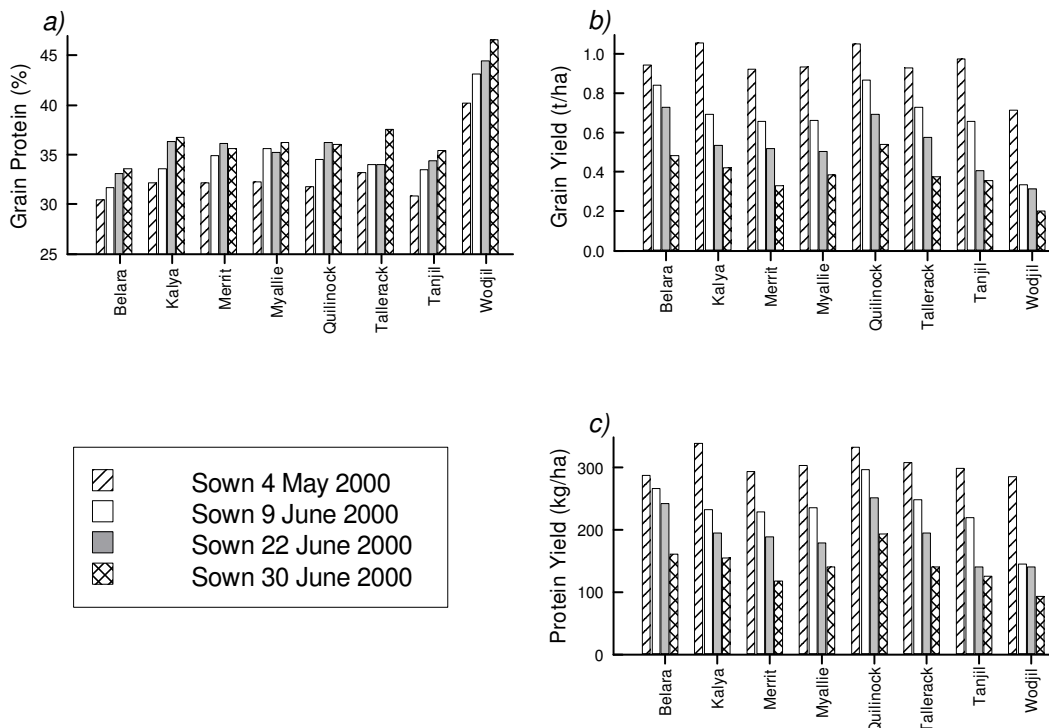 a)
Grain Protein (%)
45
40
35
30
25
Belara
Kalya
Merrit
Myallie
Quilinock
Tallerack
Tanjil
Wodjil
b)
Grain Yield (t/ha)
1.0
0.8
0.6
0.4
0.2
0.0
Belara
Kalya
Merrit
Myallie
Quilinock
Tallerack
Tanjil
Wodjil
Sown 4 May 2000
Sown 9 June 2000
Sown 22 June 2000
Sown 30 June 2000
c)
Protein Yield (kg/ha)
300
200
100
0
Belara
Kalya
Merrit
Myallie
Quilinock
Tallerack
Tanjil
Wodjil